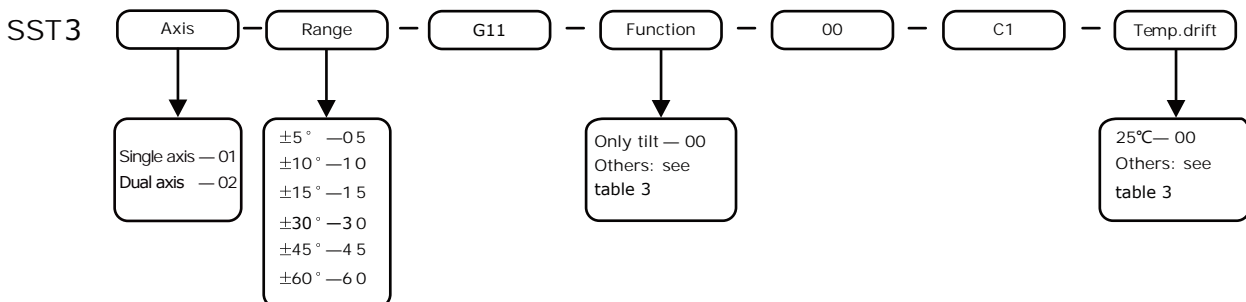 SST3 Axis — Range — G11 — Function — 00 — C1 — Temp.drift
Single axis — 01
Dual axis — 02
±5° —05
±10° —10
±15° —15
±30° —30
±45° —45
±60° —60
Only tilt — 00
Others: see
table 3
25℃— 00
Others: see
table 3